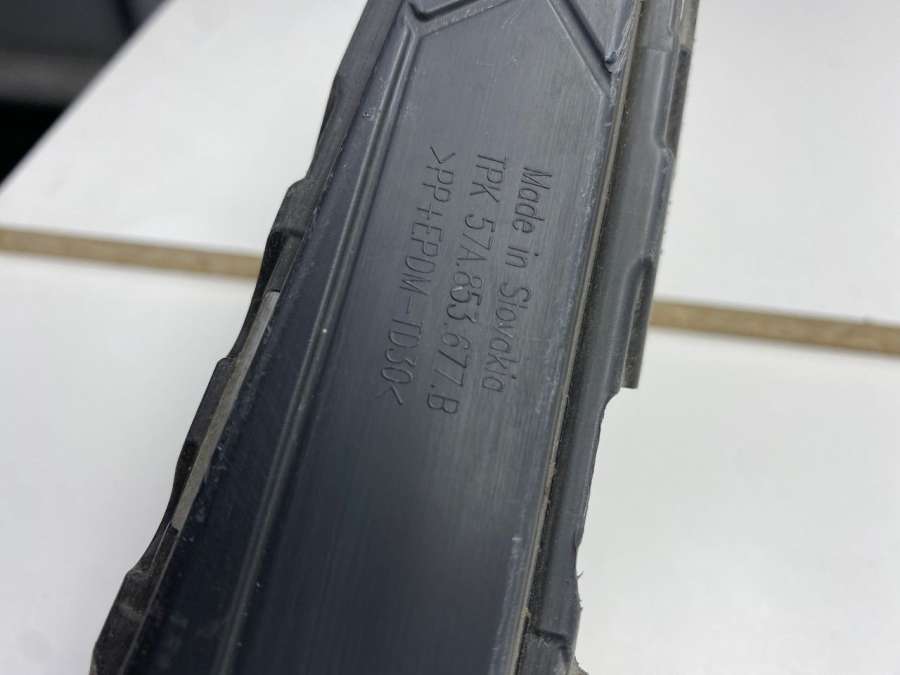 Made in Slovakia
TPK 57A.853.677.B
>PP+EPDM-TD30<